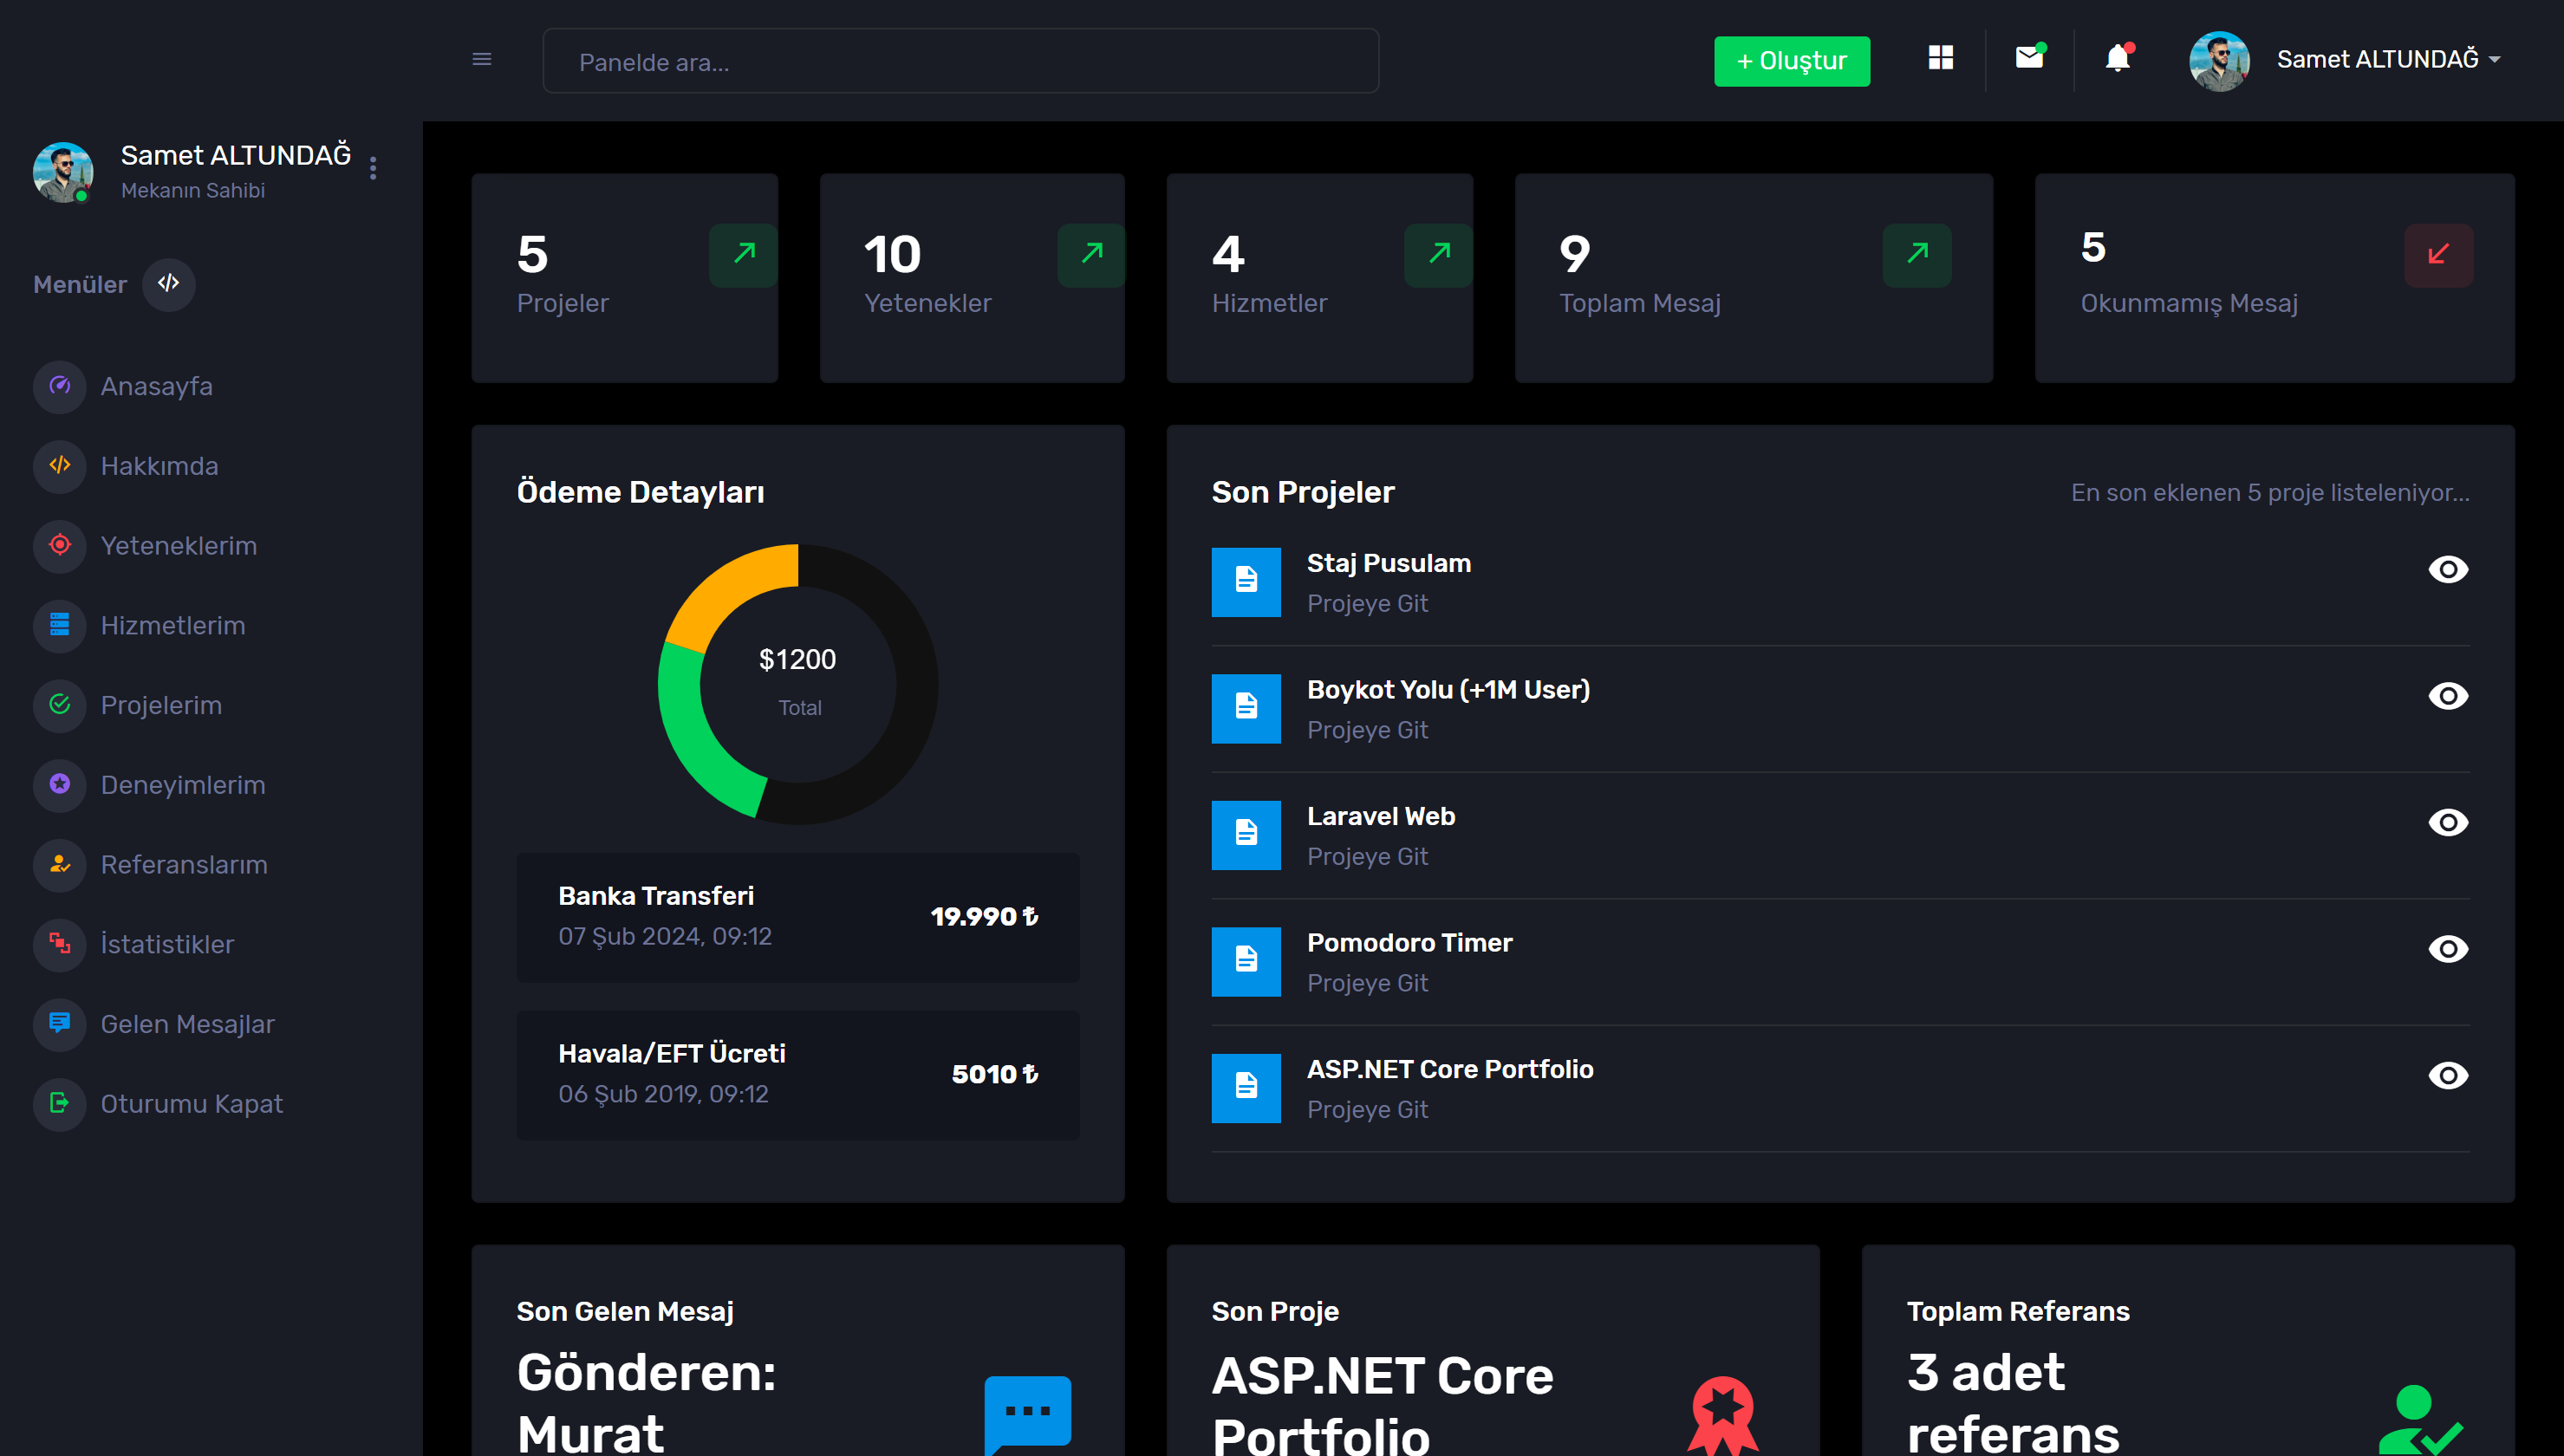 Panelde ara...
+ Oluştur
Samet ALTUNDAĞ
Samet ALTUNDAĞ
Mekanın Sahibi
Menüler
Anasayfa
Hakkımda
Yeteneklerim
Hizmetlerim
Projelerim
Deneyimlerim
Referanslarım
İstatistikler
Gelen Mesajlar
Oturumu Kapat
5
Projeler
10
Yetenekler
4
Hizmetler
9
Toplam Mesaj
5
Okunmamış Mesaj
Ödeme Detayları
$1200
Total
Banka Transferi
07 Şub 2024, 09:12
19.990 ₺
Havala/EFT Ücreti
06 Şub 2019, 09:12
5010 ₺
Son Projeler
En son eklenen 5 proje listeleniyor...
Staj Pusulam
Projeye Git
Boykot Yolu (+1M User)
Projeye Git
Laravel Web
Projeye Git
Pomodoro Timer
Projeye Git
ASP.NET Core Portfolio
Projeye Git
Son Gelen Mesaj
Gönderen:
Murat
Son Proje
ASP.NET Core
Portfolio
Toplam Referans
3 adet
referans